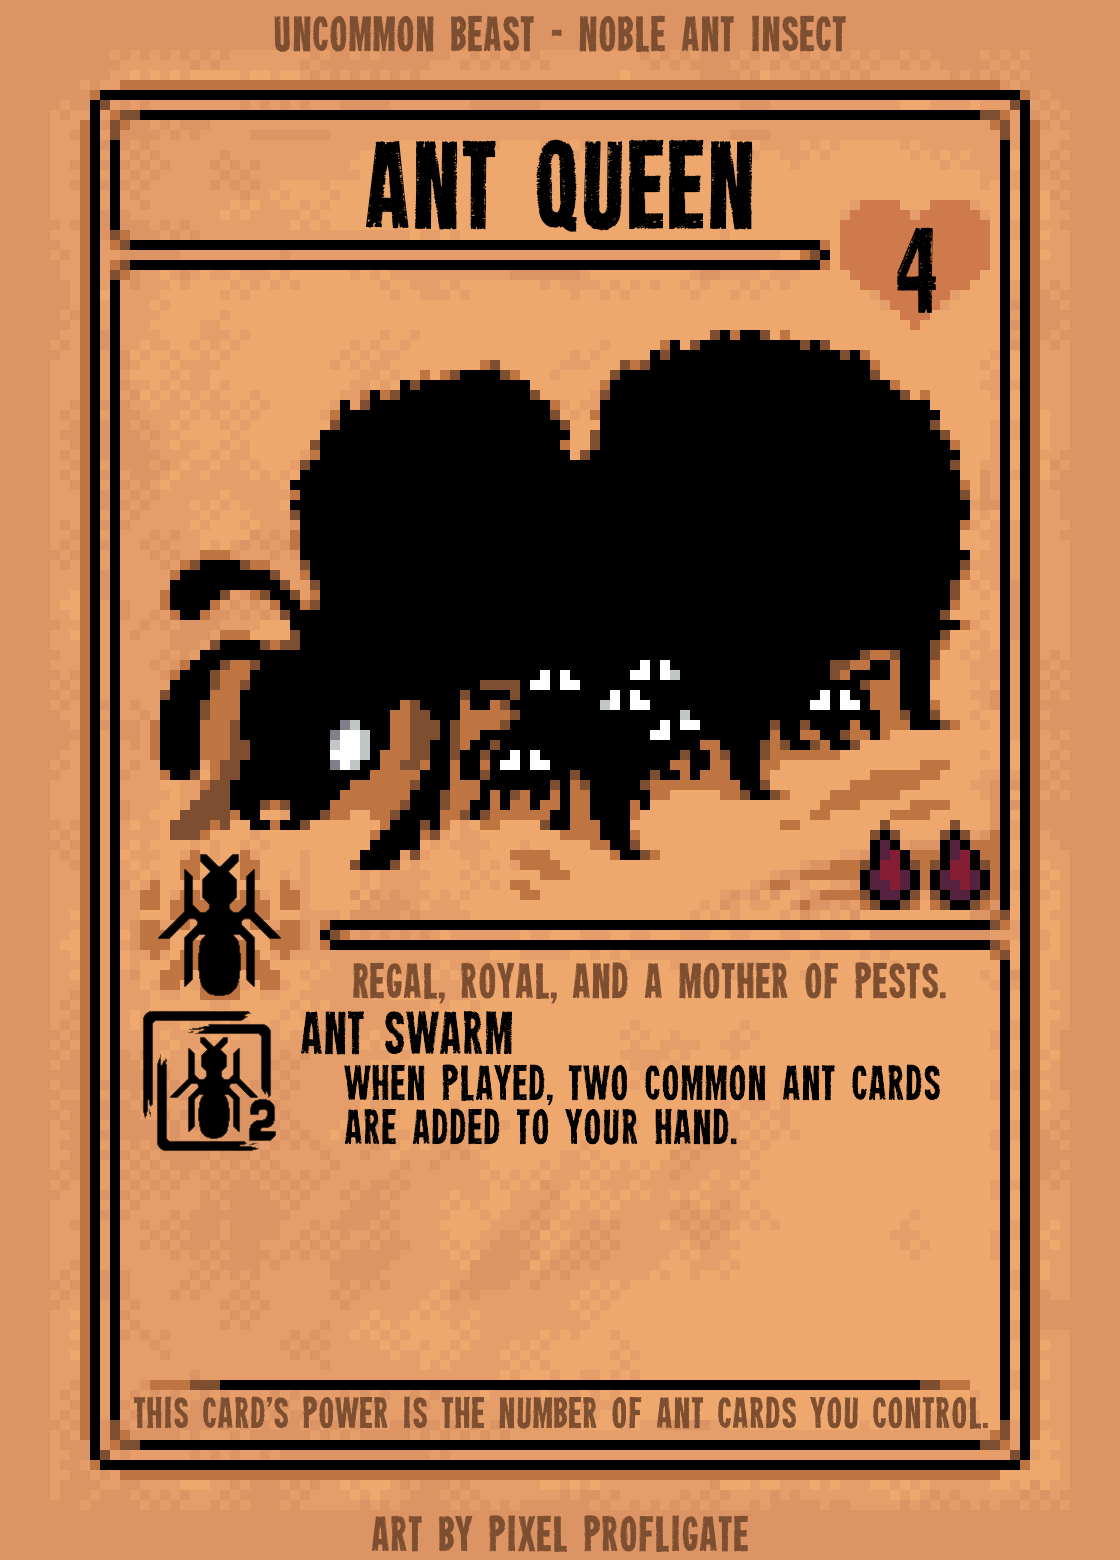 UNCOMMON BEAST - NOBLE ANT INSECT
ANT QUEEN
4
REGAL, ROYAL, AND A MOTHER OF PESTS.
ANT SWARM
WHEN PLAYED, TWO COMMON ANT CARDS
ARE ADDED TO YOUR HAND.
2
THIS CARD'S POWER IS THE NUMBER OF ANT CARDS YOU CONTROL.
ART BY PIXEL PROFLIGATE